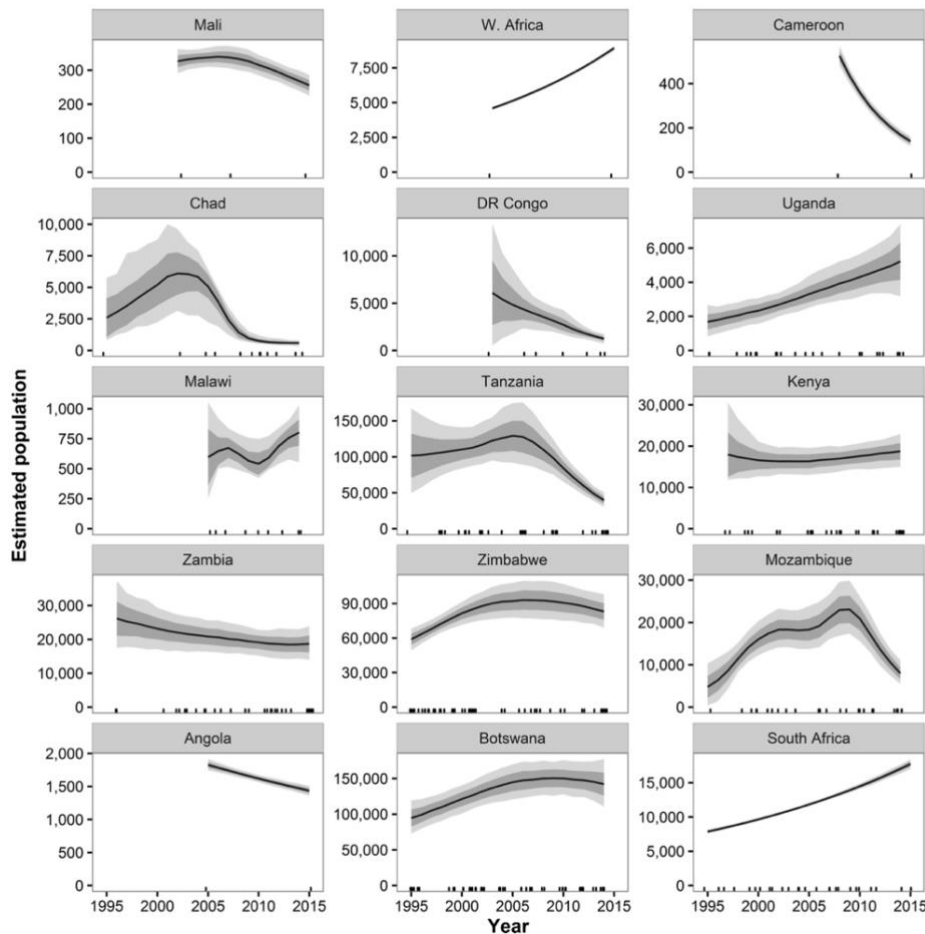 Mali W. Africa Cameroon
300 7,500 400
200 5,000
100 2,500 200
0 0 0
Chad DR Congo Uganda
10,000
7,500 10,000 6,000
5,000 4,000
2,500 5,000 2,000
0 0 0
Malawi Tanzania Kenya
1,000 150,000 30,000
750 100,000 20,000
500
250 50,000 10,000
0 0 0
Estimated population
Zambia Zimbabwe Mozambique
30,000 90,000 30,000
20,000 60,000 20,000
10,000 30,000 10,000
0 0 0
Angola Botswana South Africa
2,000
1,500 150,000 15,000
1,000 100,000 10,000
500 50,000 5,000
0 0 0
1995 2000 2005 2010 2015 1995 2000 2005 2010 2015 1995 2000 2005 2010 2015
Year